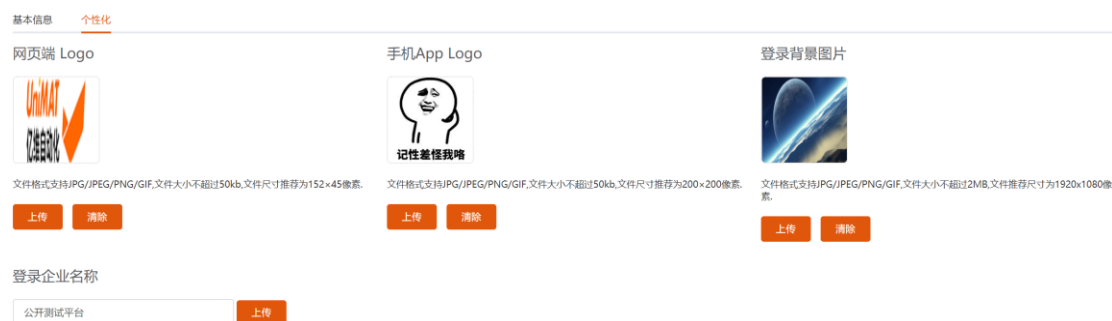 基本信息
个性化
网页端 Logo
手机App Logo
登录背景图片
UniMAT
亿维自动化
记性差怪我咯
文件格式支持JPG/JPEG/PNG/GIF,文件大小不超过50kb,文件尺寸推荐为152×45像素.
文件格式支持JPG/JPEG/PNG/GIF,文件大小不超过50kb,文件尺寸推荐为200×200像素.
文件格式支持JPG/JPEG/PNG/GIF,文件大小不超过2MB,文件推荐尺寸为1920x1080像
素.
上传
清除
上传
清除
上传
清除
登录企业名称
公开测试平台
上传